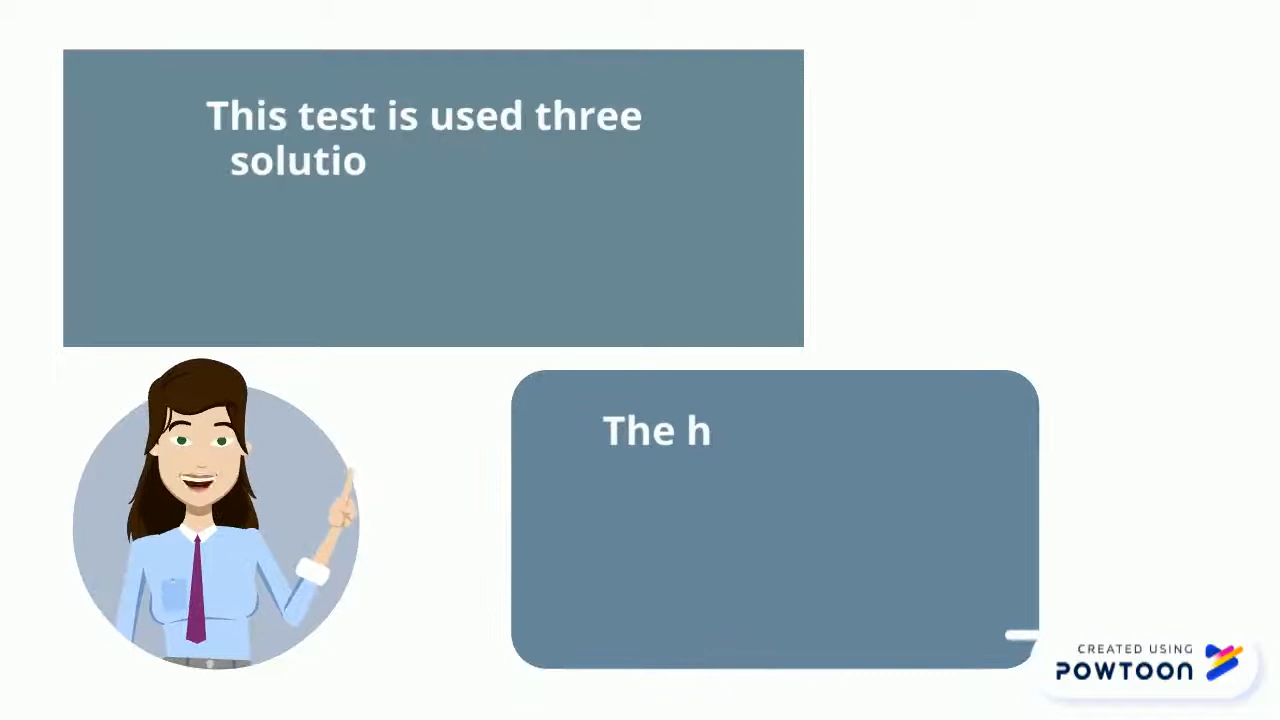 This test is used three
solutio
The h
CREATED USING
POWTOON